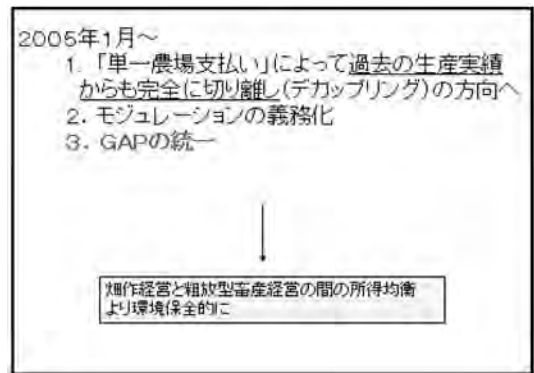 2005年1月～
1. 「単一農場支払い」によって過去の生産実績
からも完全に切り離し(デカップリング)の方向へ
2. モジュレーションの義務化
3. GAPの統一
畑作経営と粗放型畜産経営の間の所得均衡
より環境保全的に